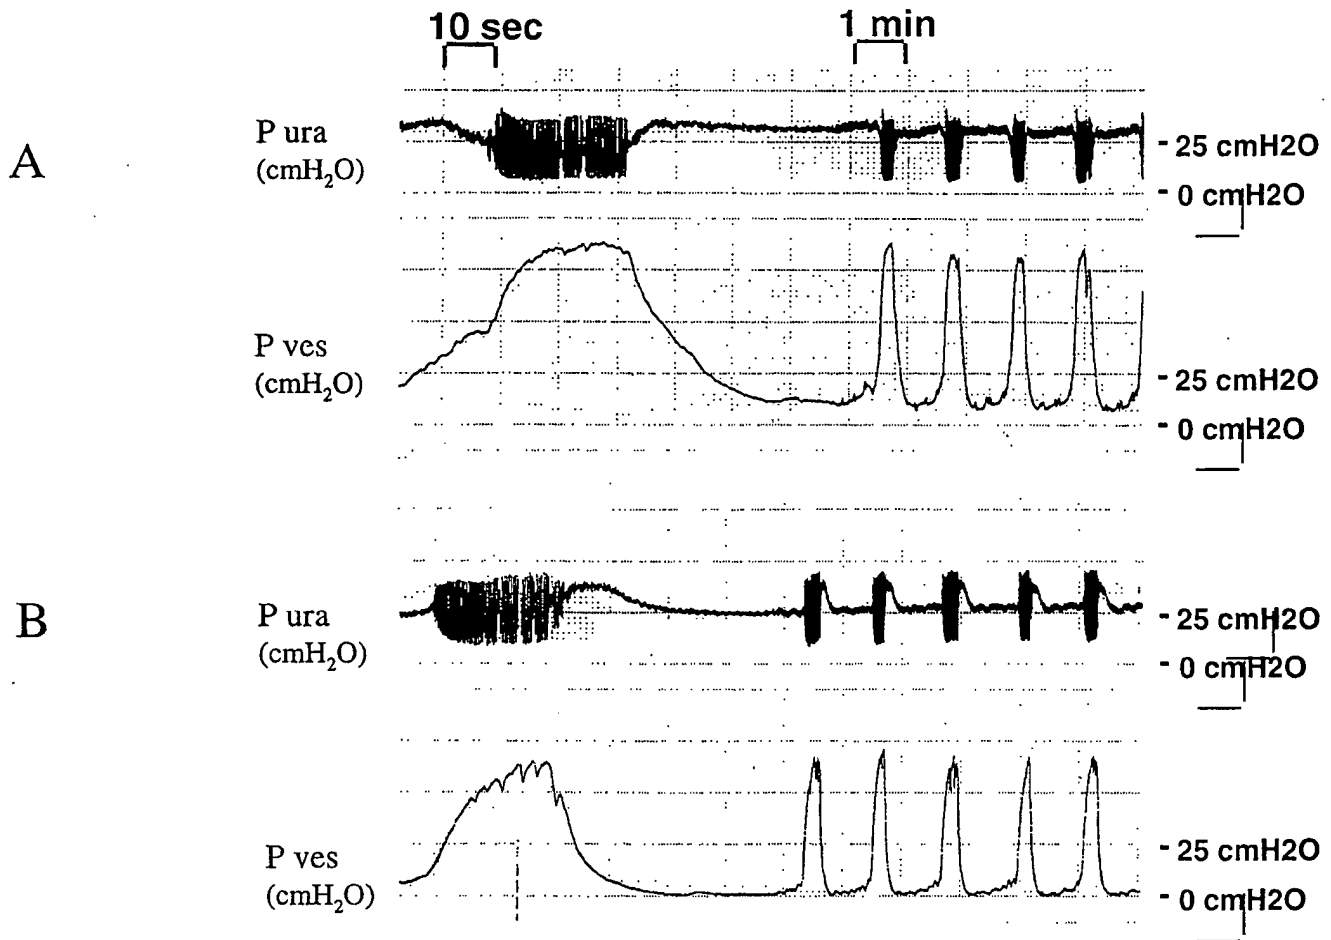 10 sec
1 min
A
P ura
(cmH₂O)
- 25 cmH2O
- 0 cmH2O
P ves
(cmH₂O)
- 25 cmH2O
- 0 cmH2O
B
P ura
(cmH₂O)
- 25 cmH2O
- 0 cmH2O
P ves
(cmH₂O)
- 25 cmH2O
- 0 cmH2O